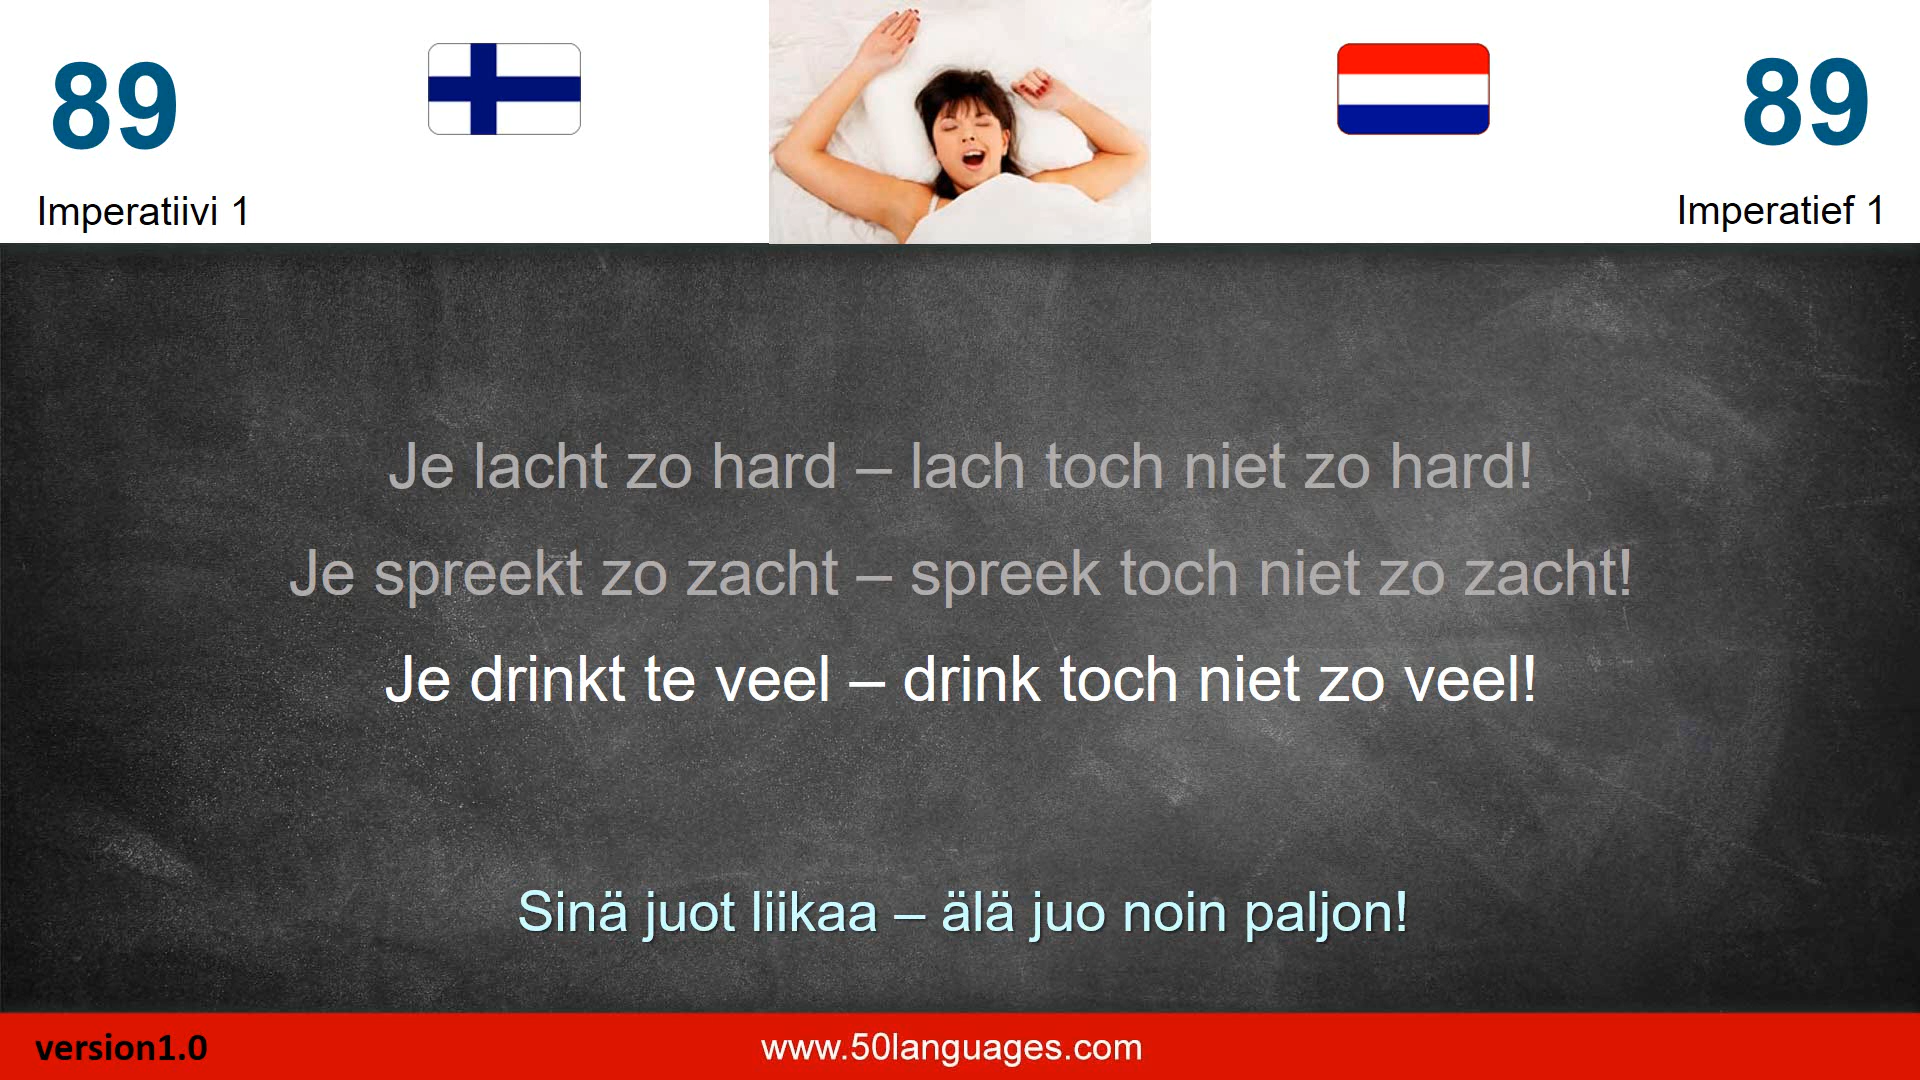 89
89
Imperatiivi 1
Imperatief 1
Je lacht zo hard – lach toch niet zo hard!
Je spreekt zo zacht – spreek toch niet zo zacht!
Je drinkt te veel – drink toch niet zo veel!
Sinä juot liikaa – älä juo noin paljon!
version1.0
www.50languages.com